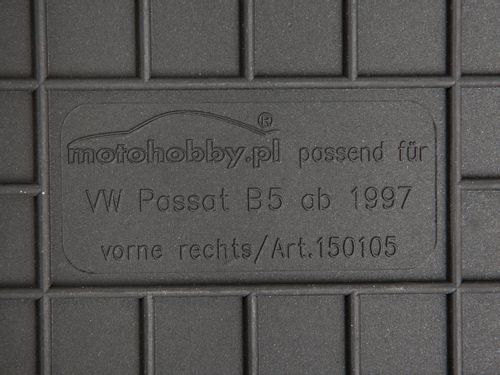 motohobby.pl® passend für
VW Passat B5 ab 1997
vorne rechts/Art.150105